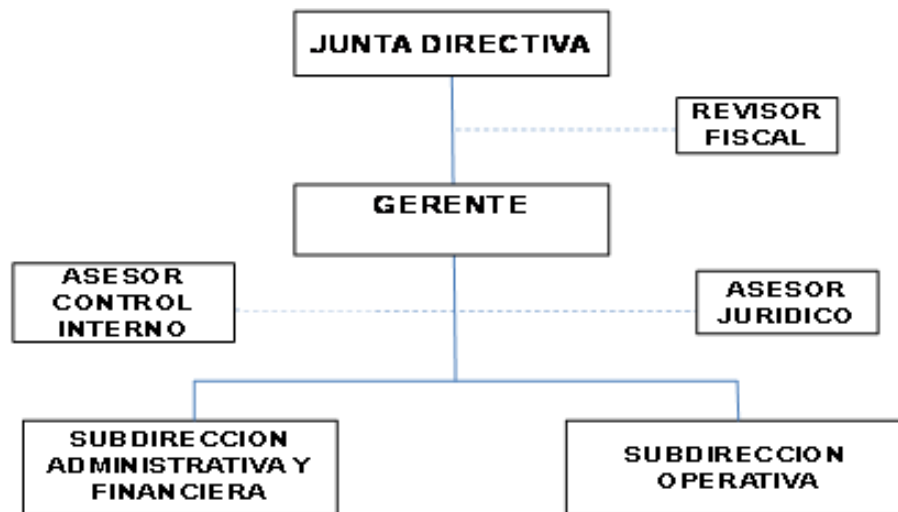 JUNTA DIRECTIVA
REVISOR
FISCAL
GERENTE
ASESOR
CONTROL
INTERNO
ASESOR
JURIDICO
SUBDIRECCION
ADMINISTRATIVA Y
FINANCIERA
SUBDIRECCION
OPERATIVA